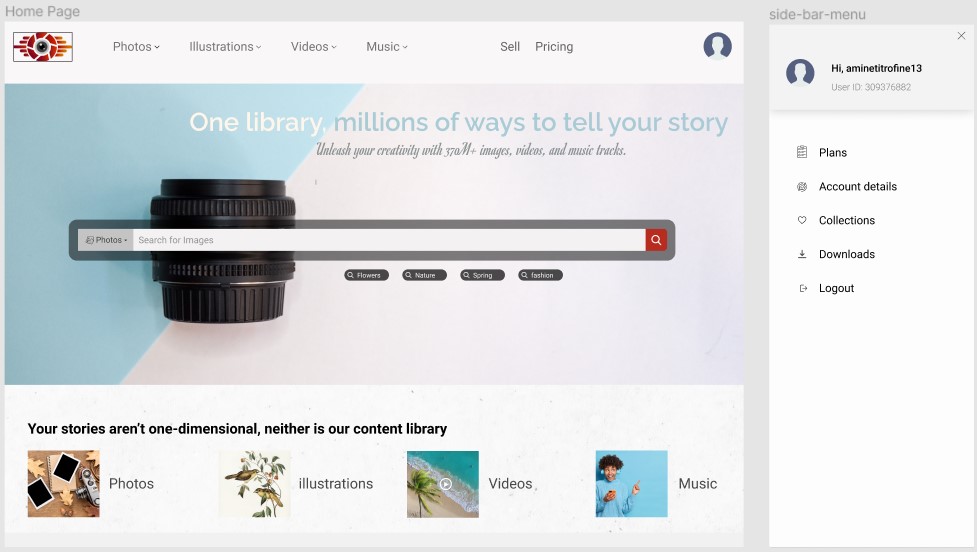 Home Page
side-bar-menu
Photos
Illustrations
Videos
Music
Sell
Pricing
Hi, aminetitrofine13
User ID: 309376882
One library, millions of ways to tell your story
Unleash your creativity with 370M+ images, videos, and music tracks.
Plans
Account details
Collections
Downloads
Logout
Photos
Search for Images
Flowers
Nature
Spring
fashion
Your stories aren't one-dimensional, neither is our content library
Photos
illustrations
Videos
Music